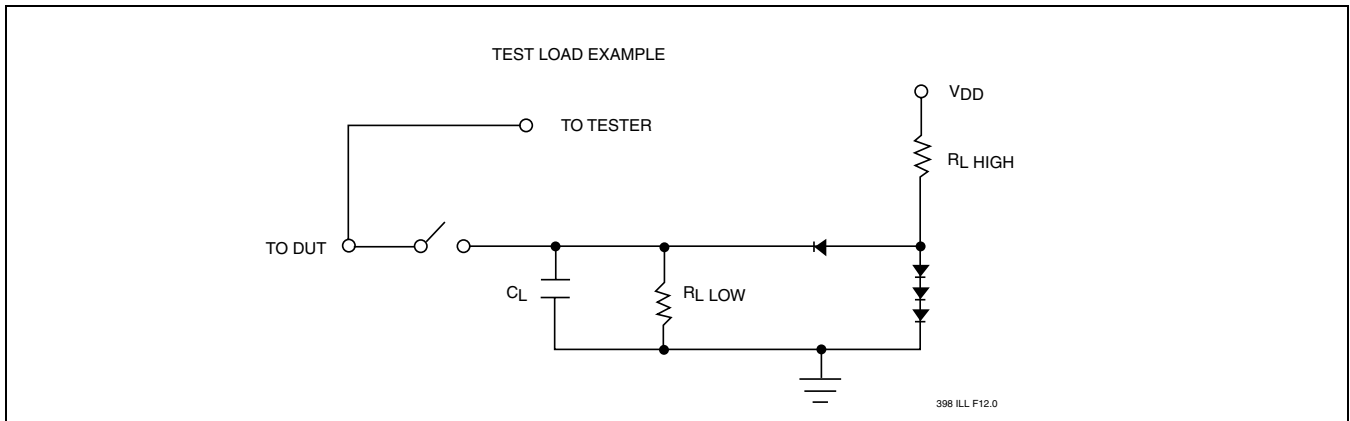 TEST LOAD EXAMPLE
VDD
TO TESTER
RL HIGH
TO DUT
CL
RL LOW
398 ILL F12.0